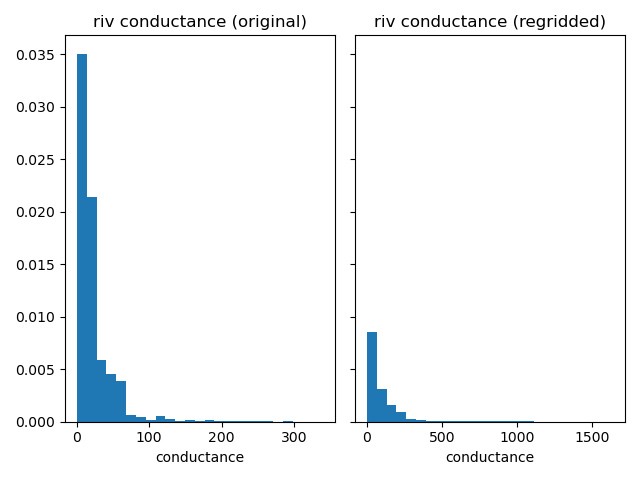 riv conductance (original)
riv conductance (regridded)
0.035
0.030
0.025
0.020
0.015
0.010
0.005
0.000
0 100 200 300
0 500 1000 1500
conductance
conductance